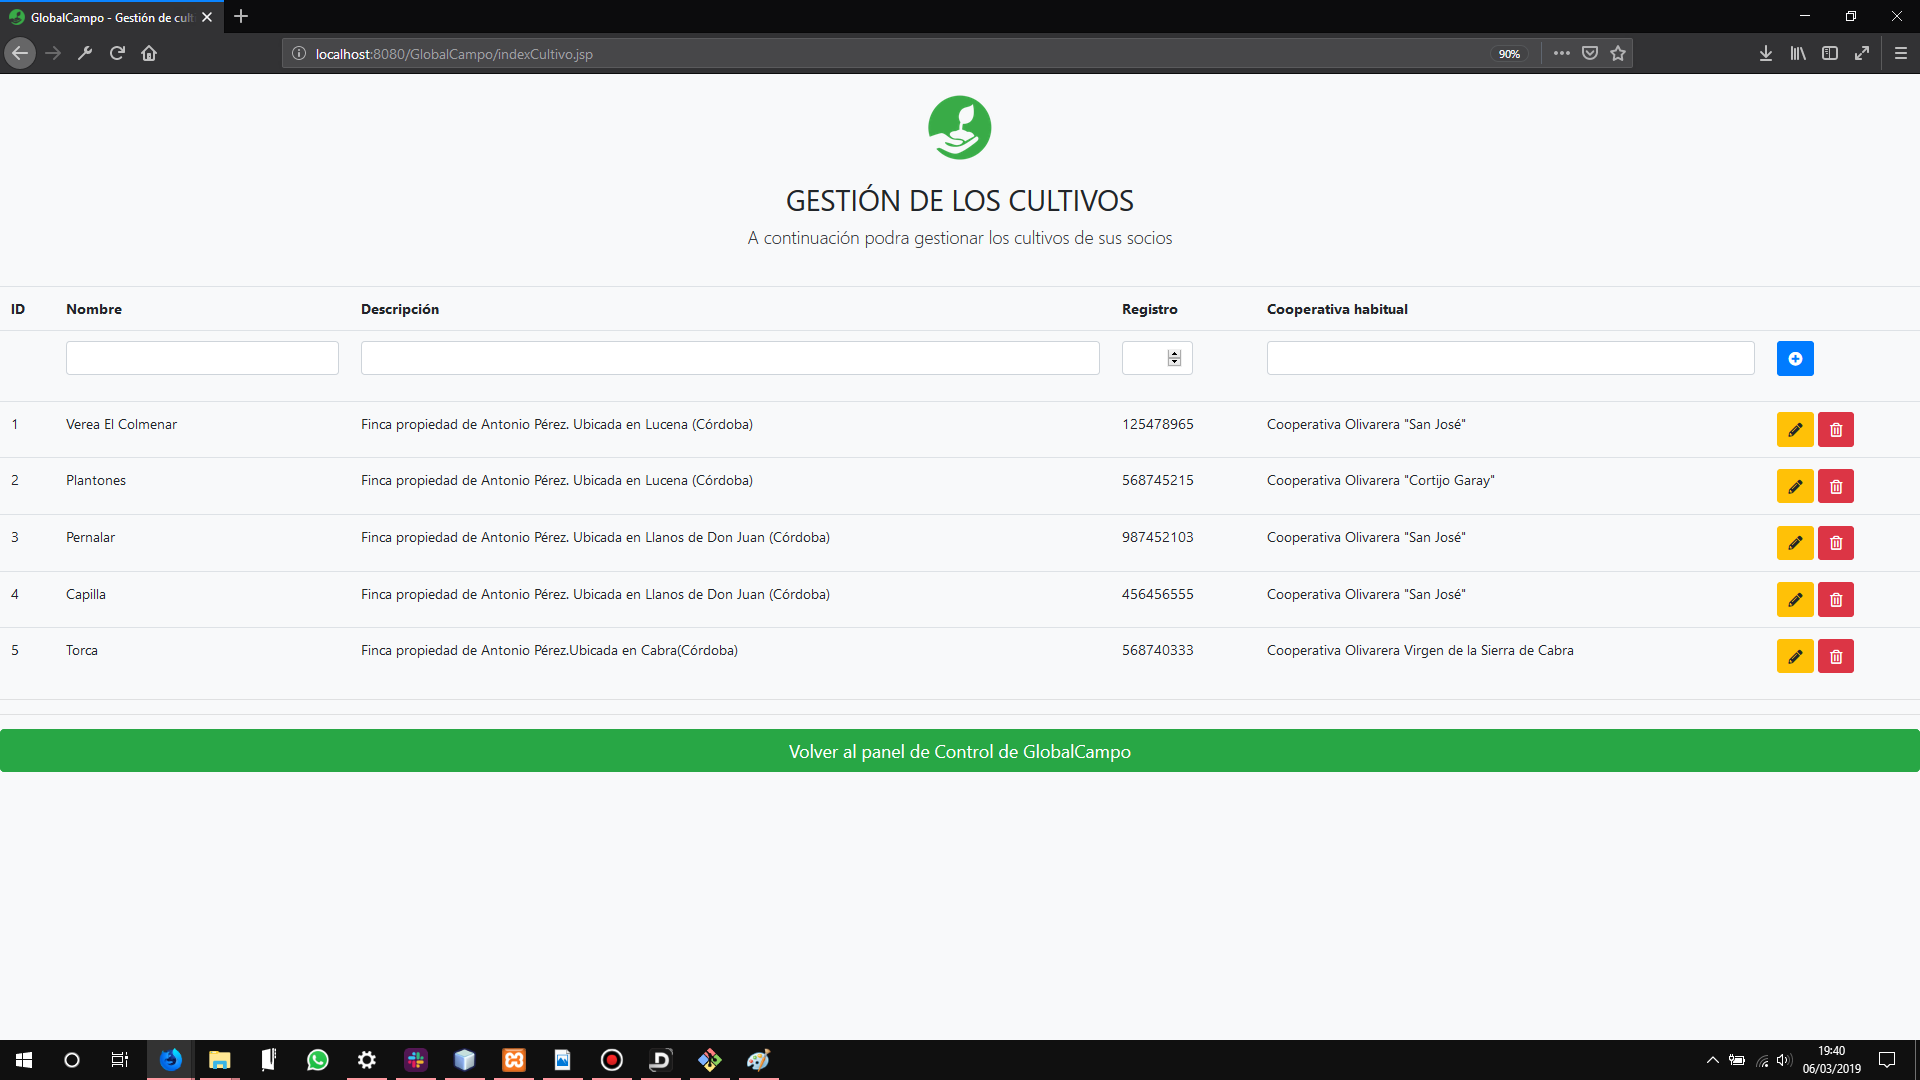 GlobalCampo - Gestión de cult
localhost:8080/GlobalCampo/indexCultivo.jsp
90%
GESTIÓN DE LOS CULTIVOS
A continuación podra gestionar los cultivos de sus socios
ID Nombre Descripción Registro Cooperativa habitual
1 Verea El Colmenar Finca propiedad de Antonio Pérez. Ubicada en Lucena (Córdoba) 125478965 Cooperativa Olivarera "San José"
2 Plantones Finca propiedad de Antonio Pérez. Ubicada en Lucena (Córdoba) 568745215 Cooperativa Olivarera "Cortijo Garay"
3 Pernalar Finca propiedad de Antonio Pérez. Ubicada en Llanos de Don Juan (Córdoba) 987452103 Cooperativa Olivarera "San José"
4 Capilla Finca propiedad de Antonio Pérez. Ubicada en Llanos de Don Juan (Córdoba) 456456555 Cooperativa Olivarera "San José"
5 Torca Finca propiedad de Antonio Pérez.Ubicada en Cabra(Córdoba) 568740333 Cooperativa Olivarera Virgen de la Sierra de Cabra
Volver al panel de Control de GlobalCampo
19:40
06/03/2019